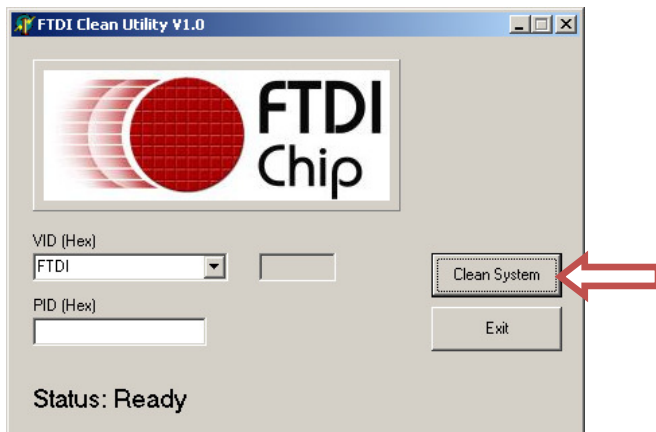 FTDI Clean Utility V1.0
FTDI
Chip
VID (Hex)
FTDI
Clean System
PID (Hex)
Exit
Status: Ready